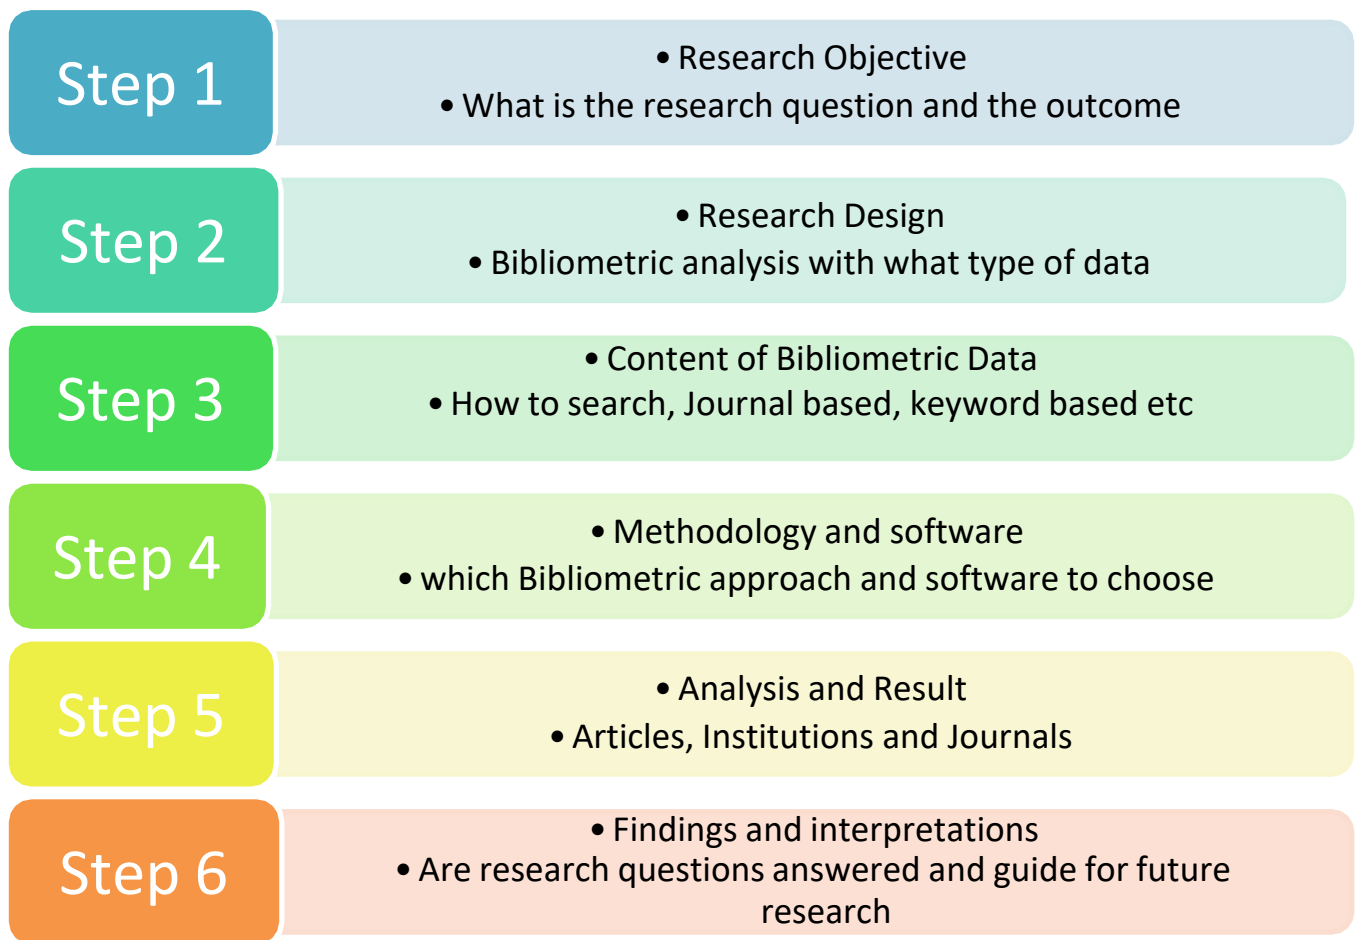 Step 1
• Research Objective
• What is the research question and the outcome
Step 2
• Research Design
• Bibliometric analysis with what type of data
Step 3
• Content of Bibliometric Data
• How to search, Journal based, keyword based etc
Step 4
• Methodology and software
• which Bibliometric approach and software to choose
Step 5
• Analysis and Result
• Articles, Institutions and Journals
Step 6
• Findings and interpretations
• Are research questions answered and guide for future
research